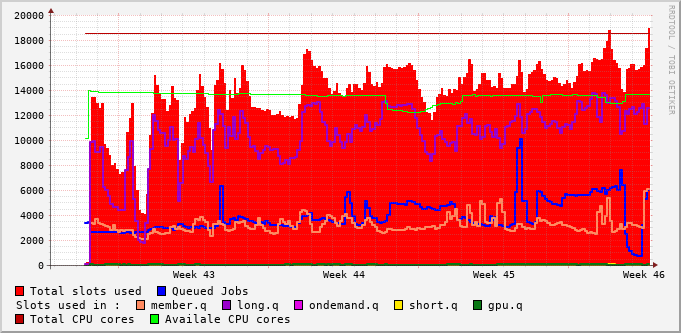 20000
18000
16000
14000
12000
10000
8000
6000
4000
2000
0
Week 43 Week 44 Week 45 Week 46
RRDTOOL / TOBI OETIKER
Total slots used Queued Jobs
Slots used in : member.q long.q ondemand.q short.q gpu.q
Total CPU cores Availale CPU cores